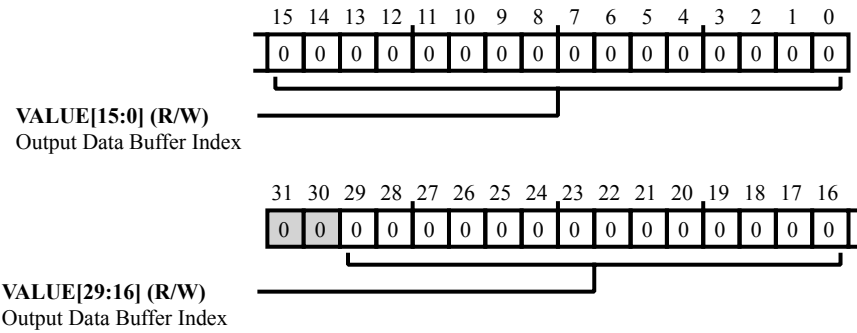 15 14 13 12 11 10 9 8 7 6 5 4 3 2 1 0
0 0 0 0 0 0 0 0 0 0 0 0 0 0 0 0
VALUE[15:0] (R/W)
Output Data Buffer Index
31 30 29 28 27 26 25 24 23 22 21 20 19 18 17 16
0 0 0 0 0 0 0 0 0 0 0 0 0 0 0 0
VALUE[29:16] (R/W)
Output Data Buffer Index